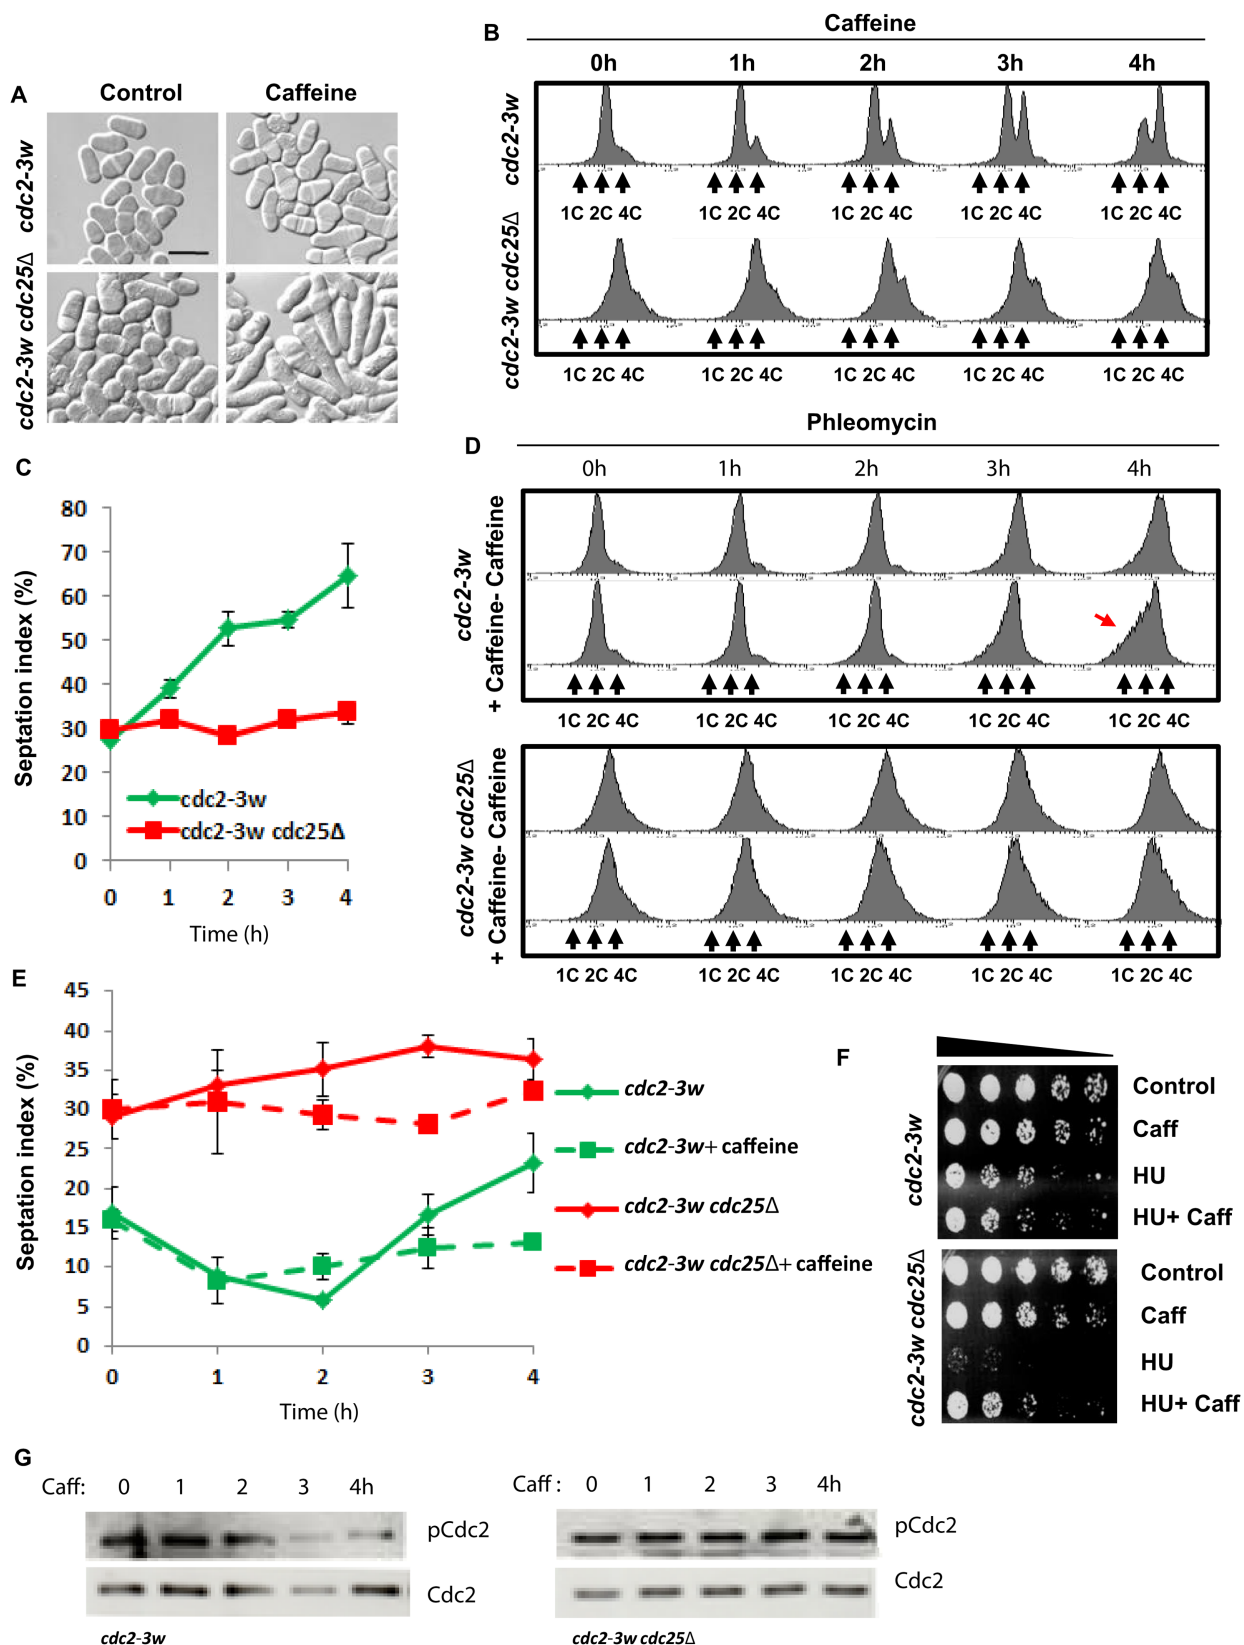 A
Control
Caffeine
cdc2-3w
cdc2-3w cdc25Δ
B
Caffeine
0h 1h 2h 3h 4h
cdc2-3w
1C 2C 4C 1C 2C 4C 1C 2C 4C 1C 2C 4C 1C 2C 4C
cdc2-3w cdc25Δ
1C 2C 4C 1C 2C 4C 1C 2C 4C 1C 2C 4C 1C 2C 4C
C
Septation index (%)
80
70
60
50
40
30
20
10
0
cdc2-3w
cdc2-3w cdc25Δ
0 1 2 3 4
Time (h)
D
Phleomycin
0h 1h 2h 3h 4h
cdc2-3w
+ Caffeine- Caffeine
1C 2C 4C 1C 2C 4C 1C 2C 4C 1C 2C 4C 1C 2C 4C
cdc2-3w cdc25Δ
+ Caffeine- Caffeine
1C 2C 4C 1C 2C 4C 1C 2C 4C 1C 2C 4C 1C 2C 4C
E
Septation index (%)
45
40
35
30
25
20
15
10
5
0
0 1 2 3 4
Time (h)
cdc2-3w
cdc2-3w+ caffeine
cdc2-3w cdc25Δ
cdc2-3w cdc25Δ+ caffeine
F
cdc2-3w
Control
Caff
HU
HU+ Caff
cdc2-3w cdc25Δ
Control
Caff
HU
HU+ Caff
G
Caff: 0 1 2 3 4h
pCdc2
Cdc2
cdc2-3w
Caff : 0 1 2 3 4h
pCdc2
Cdc2
cdc2-3w cdc25Δ